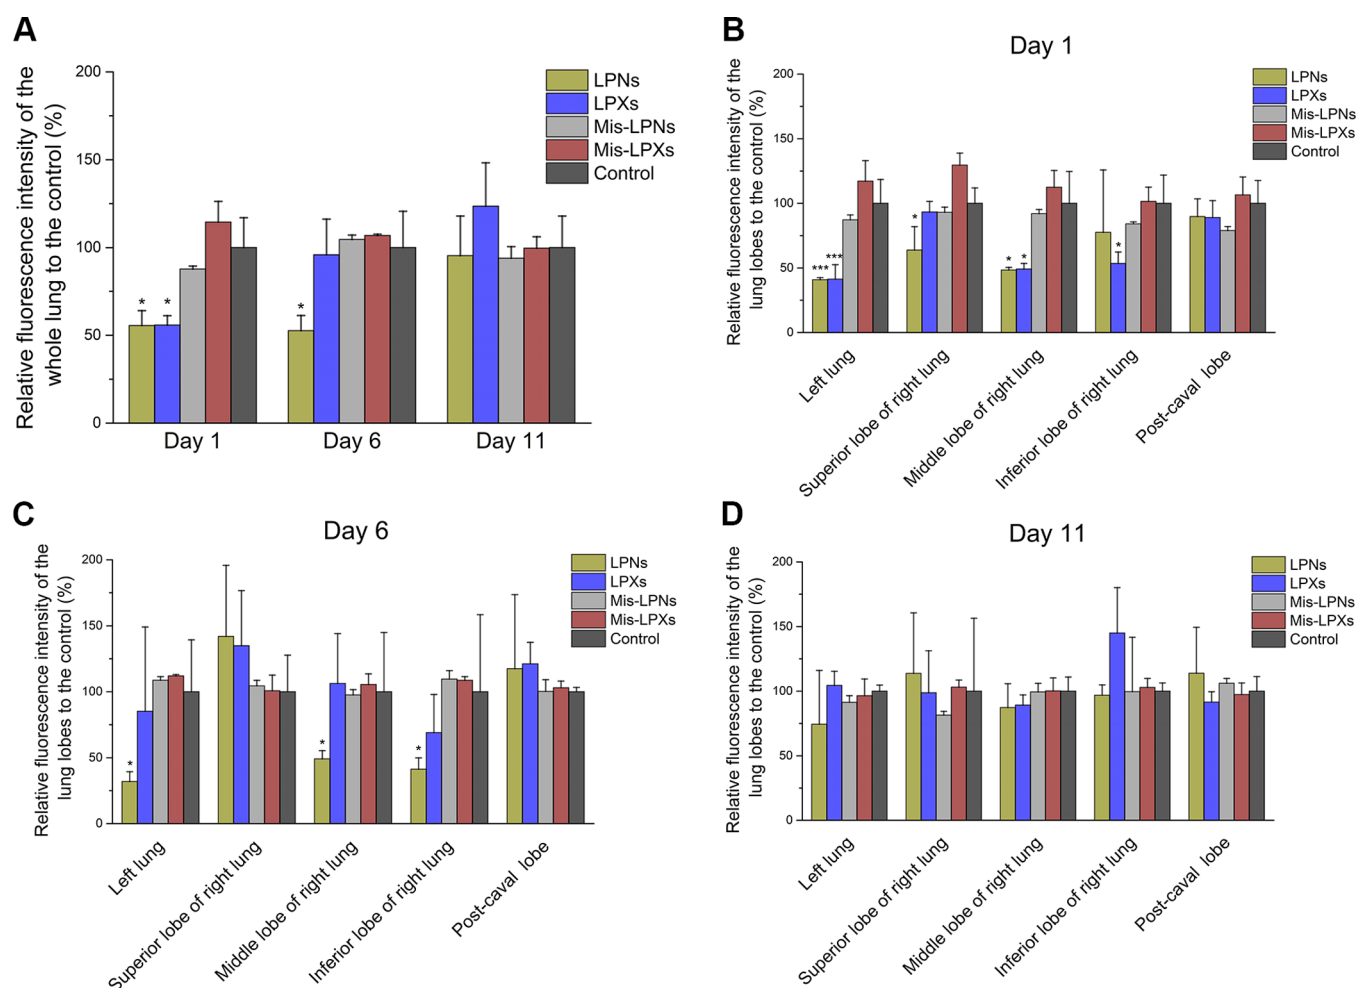 A
Relative fluorescence intensity of the
whole lung to the control (%)
200
150
100
50
0
LPNs
LPXs
Mis-LPNs
Mis-LPXs
Control
* *
*
Day 1 Day 6 Day 11
B
Day 1
Relative fluorescence intensity of the
lung lobes to the control (%)
200
150
100
50
0
LPNs
LPXs
Mis-LPNs
Mis-LPXs
Control
*** ***
*
* *
*
Left lung
Superior lobe of right lung
Middle lobe of right lung
Inferior lobe of right lung
Post-caval lobe
C
Day 6
Relative fluorescence intensity of the
lung lobes to the control (%)
200
150
100
50
0
LPNs
LPXs
Mis-LPNs
Mis-LPXs
Control
*
*
*
Left lung
Superior lobe of right lung
Middle lobe of right lung
Inferior lobe of right lung
Post-caval lobe
D
Day 11
Relative fluorescence intensity of the
lung lobes to the control (%)
200
150
100
50
0
LPNs
LPXs
Mis-LPNs
Mis-LPXs
Control
Left lung
Superior lobe of right lung
Middle lobe of right lung
Inferior lobe of right lung
Post-caval lobe